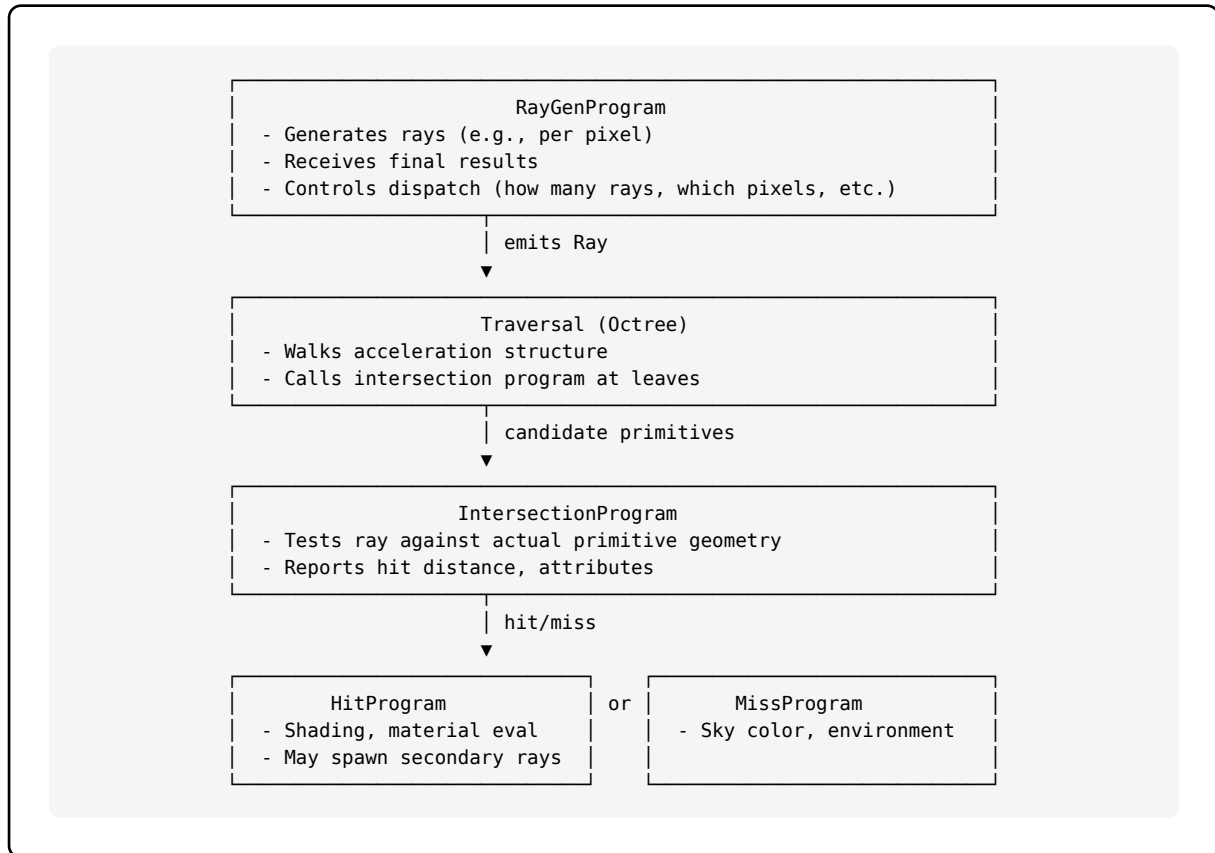 RayGenProgram
- Generates rays (e.g., per pixel)
- Receives final results
- Controls dispatch (how many rays, which pixels, etc.)
emits Ray
Traversal (Octree)
- Walks acceleration structure
- Calls intersection program at leaves
candidate primitives
IntersectionProgram
- Tests ray against actual primitive geometry
- Reports hit distance, attributes
hit/miss
HitProgram
- Shading, material eval
- May spawn secondary rays
or
MissProgram
- Sky color, environment